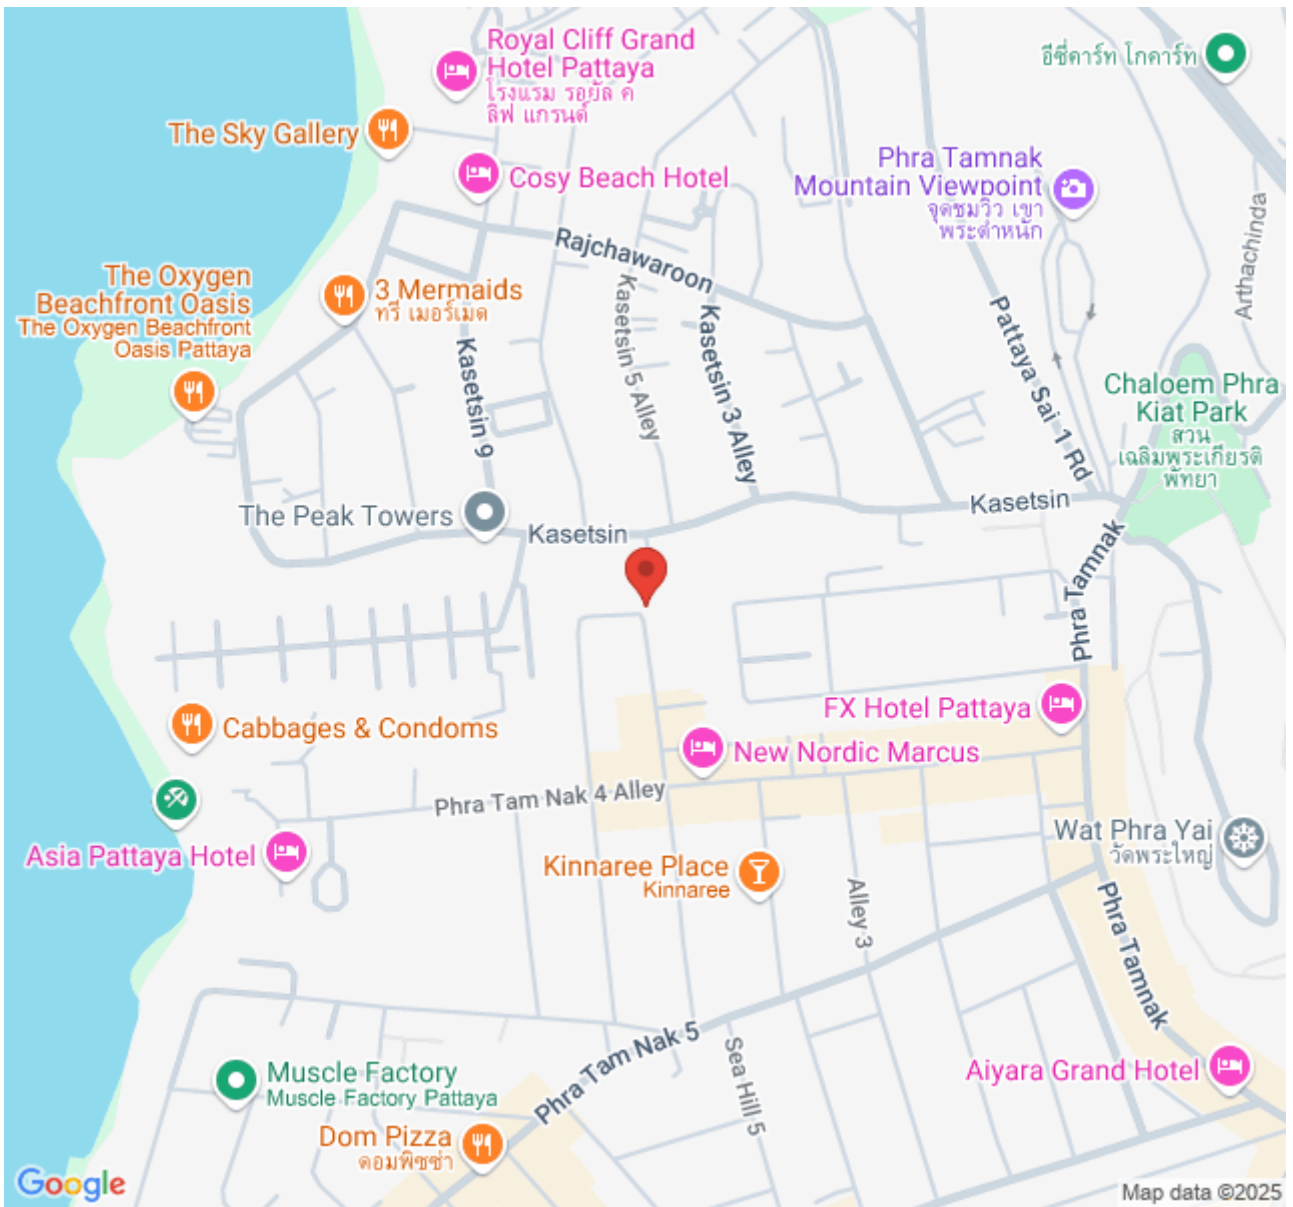 Royal Cliff Grand
Hotel Pattaya
โรงแรม รอยัล ค
ลิฟ แกรนด์
อีซี่คาร์ท โกคาร์ท
The Sky Gallery
Cosy Beach Hotel
Phra Tamnak
Mountain Viewpoint
จุดชมวิว เขา
พระตำหนัก
Arthachinda
Rajchawaroon
The Oxygen
Beachfront Oasis
The Oxygen Beachfront
Oasis Pattaya
3 Mermaids
ทรี เมอร์เมด
Kasetsin 9
Kasetsin 5 Alley
Kasetsin 3 Alley
Pattaya Sai 1 Rd
Chaloem Phra
Kiat Park
สวน
เฉลิมพระเกียรติ
พัทยา
The Peak Towers
Kasetsin
Kasetsin
Phra Tamnak
FX Hotel Pattaya
Cabbages & Condoms
New Nordic Marcus
Phra Tam Nak 4 Alley
Asia Pattaya Hotel
Kinnaree Place
Kinnaree
Alley 3
Wat Phra Yai
วัดพระใหญ่
Phra Tamnak
Muscle Factory
Muscle Factory Pattaya
Phra Tam Nak 5
Sea Hill 5
Aiyara Grand Hotel
Dom Pizza
ดอมพิซซ่า
Google
Map data ©2025